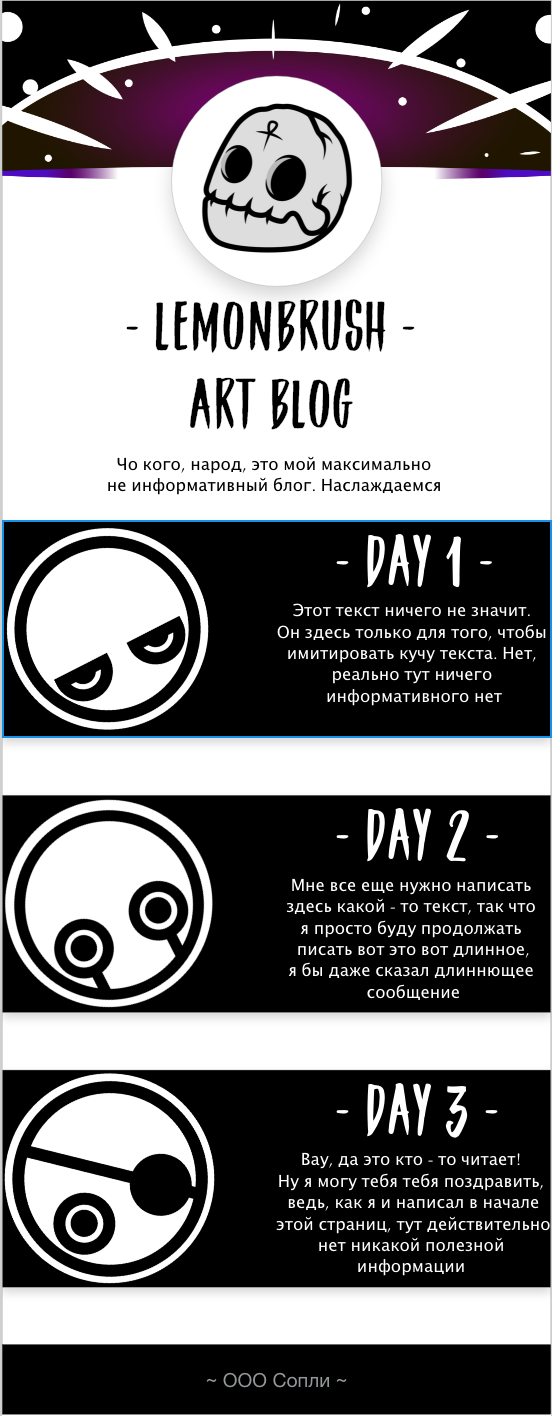 - LEMONBRUSH -
ART BLOG
Чо кого, народ, это мой максимально
не информативный блог. Наслаждаемся
- DAY 1 -
Этот текст ничего не значит.
Он здесь только для того, чтобы
имитировать кучу текста. Нет,
реально тут ничего
информативного нет
- DAY 2 -
Мне все еще нужно написать
здесь какой - то текст, так что
я просто буду продолжать
писать вот это вот длинное,
я бы даже сказал длиннющее
сообщение
- DAY 3 -
Вау, да это кто - то читает!
Ну я могу тебя тебя поздравить,
ведь, как я и написал в начале
этой страниц, тут действительно
нет никакой полезной
информации
~ ООО Сопли ~